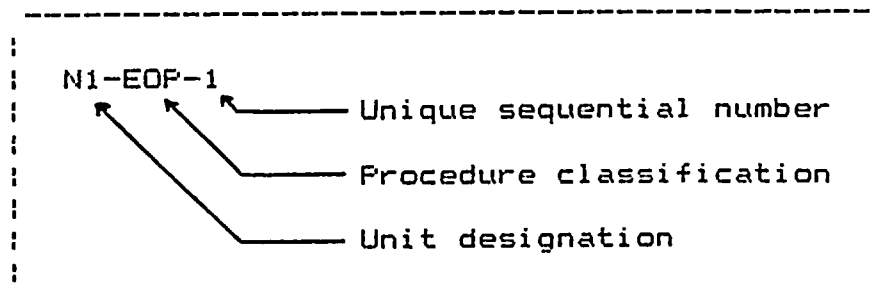 N1-EOP-1
Unique sequential number
Procedure classification
Unit designation